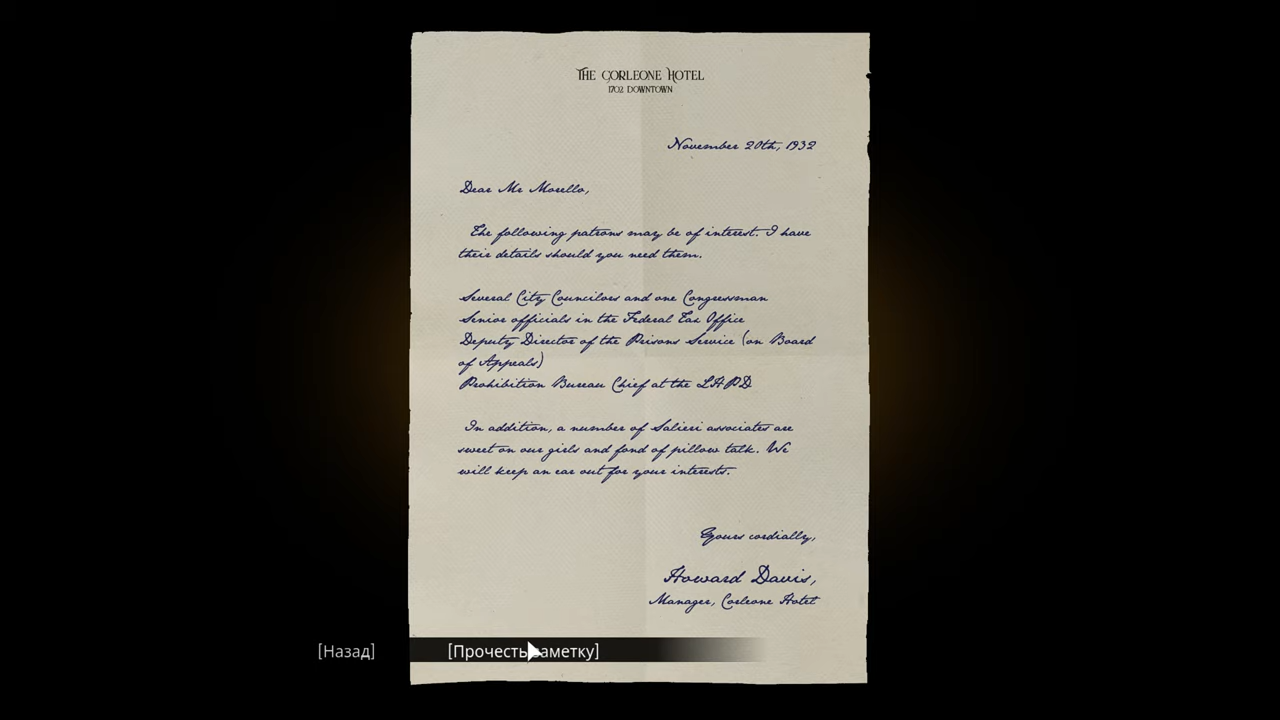 THE CORLEONE HOTEL
1702 DOWNTOWN
November 20th, 1932
Dear Mr Morello,
The following patrons may be of interest. I have
their details should you need them.
Several City Councilors and one Congressman
Senior officials in the Federal Tax Office
Deputy Director of the Prisons Service (on Board
of Appeals)
Prohibition Bureau Chief at the LHPD
In addition, a number of Salieri associates are
sweet on our girls and fond of pillow talk. We
will keep an ear out for your interests.
Yours cordially,
Howard Davis,
Manager, Corleone Hotel
[Назад] [Прочесть заметку]